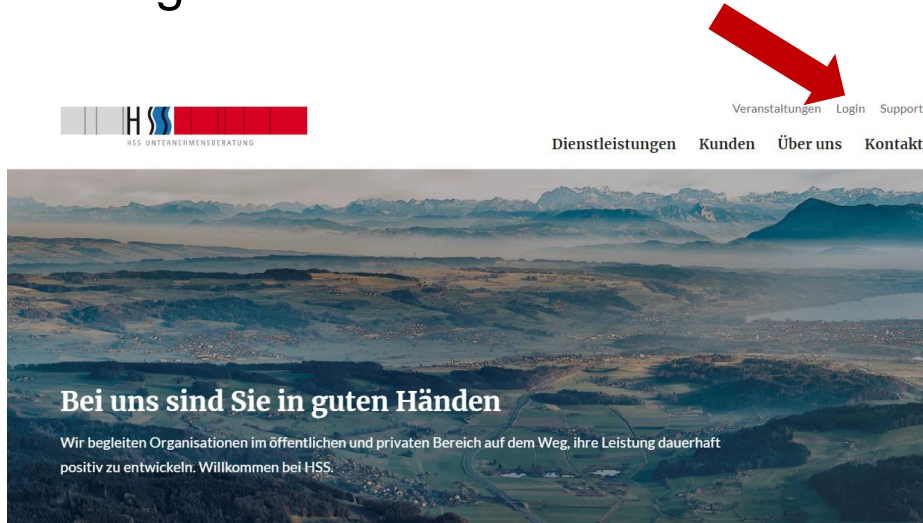 HSS
HSS UNTERNEHMENSBERATUNG
Veranstaltungen Login Support
Dienstleistungen Kunden Über uns Kontakt
Bei uns sind Sie in guten Händen
Wir begleiten Organisationen im öffentlichen und privaten Bereich auf dem Weg, ihre Leistung dauerhaft
positiv zu entwickeln. Willkommen bei HSS.